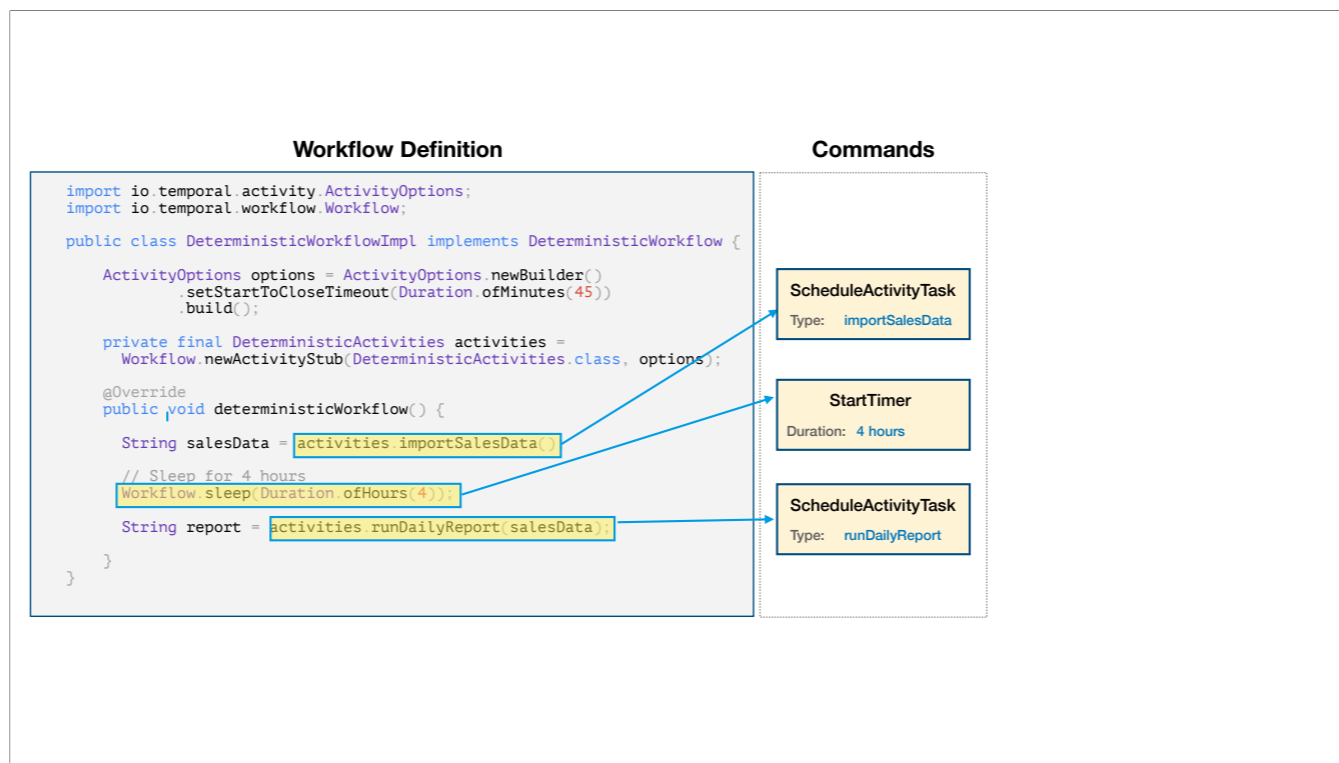 Workflow Definition
Commands
import io.temporal.activity.ActivityOptions;
import io.temporal.workflow.Workflow;
public class DeterministicWorkflowImpl implements DeterministicWorkflow {
ActivityOptions options = ActivityOptions.newBuilder()
.setStartToCloseTimeout(Duration.ofMinutes(45))
.build();
private final DeterministicActivities activities =
Workflow.newActivityStub(DeterministicActivities.class, options);
@Override
public void deterministicWorkflow() {
String salesData = activities.importSalesData()
// Sleep for 4 hours
Workflow.sleep(Duration.ofHours(4));
String report = activities.runDailyReport(salesData);
}
}
ScheduleActivityTask
Type: importSalesData
StartTimer
Duration: 4 hours
ScheduleActivityTask
Type: runDailyReport